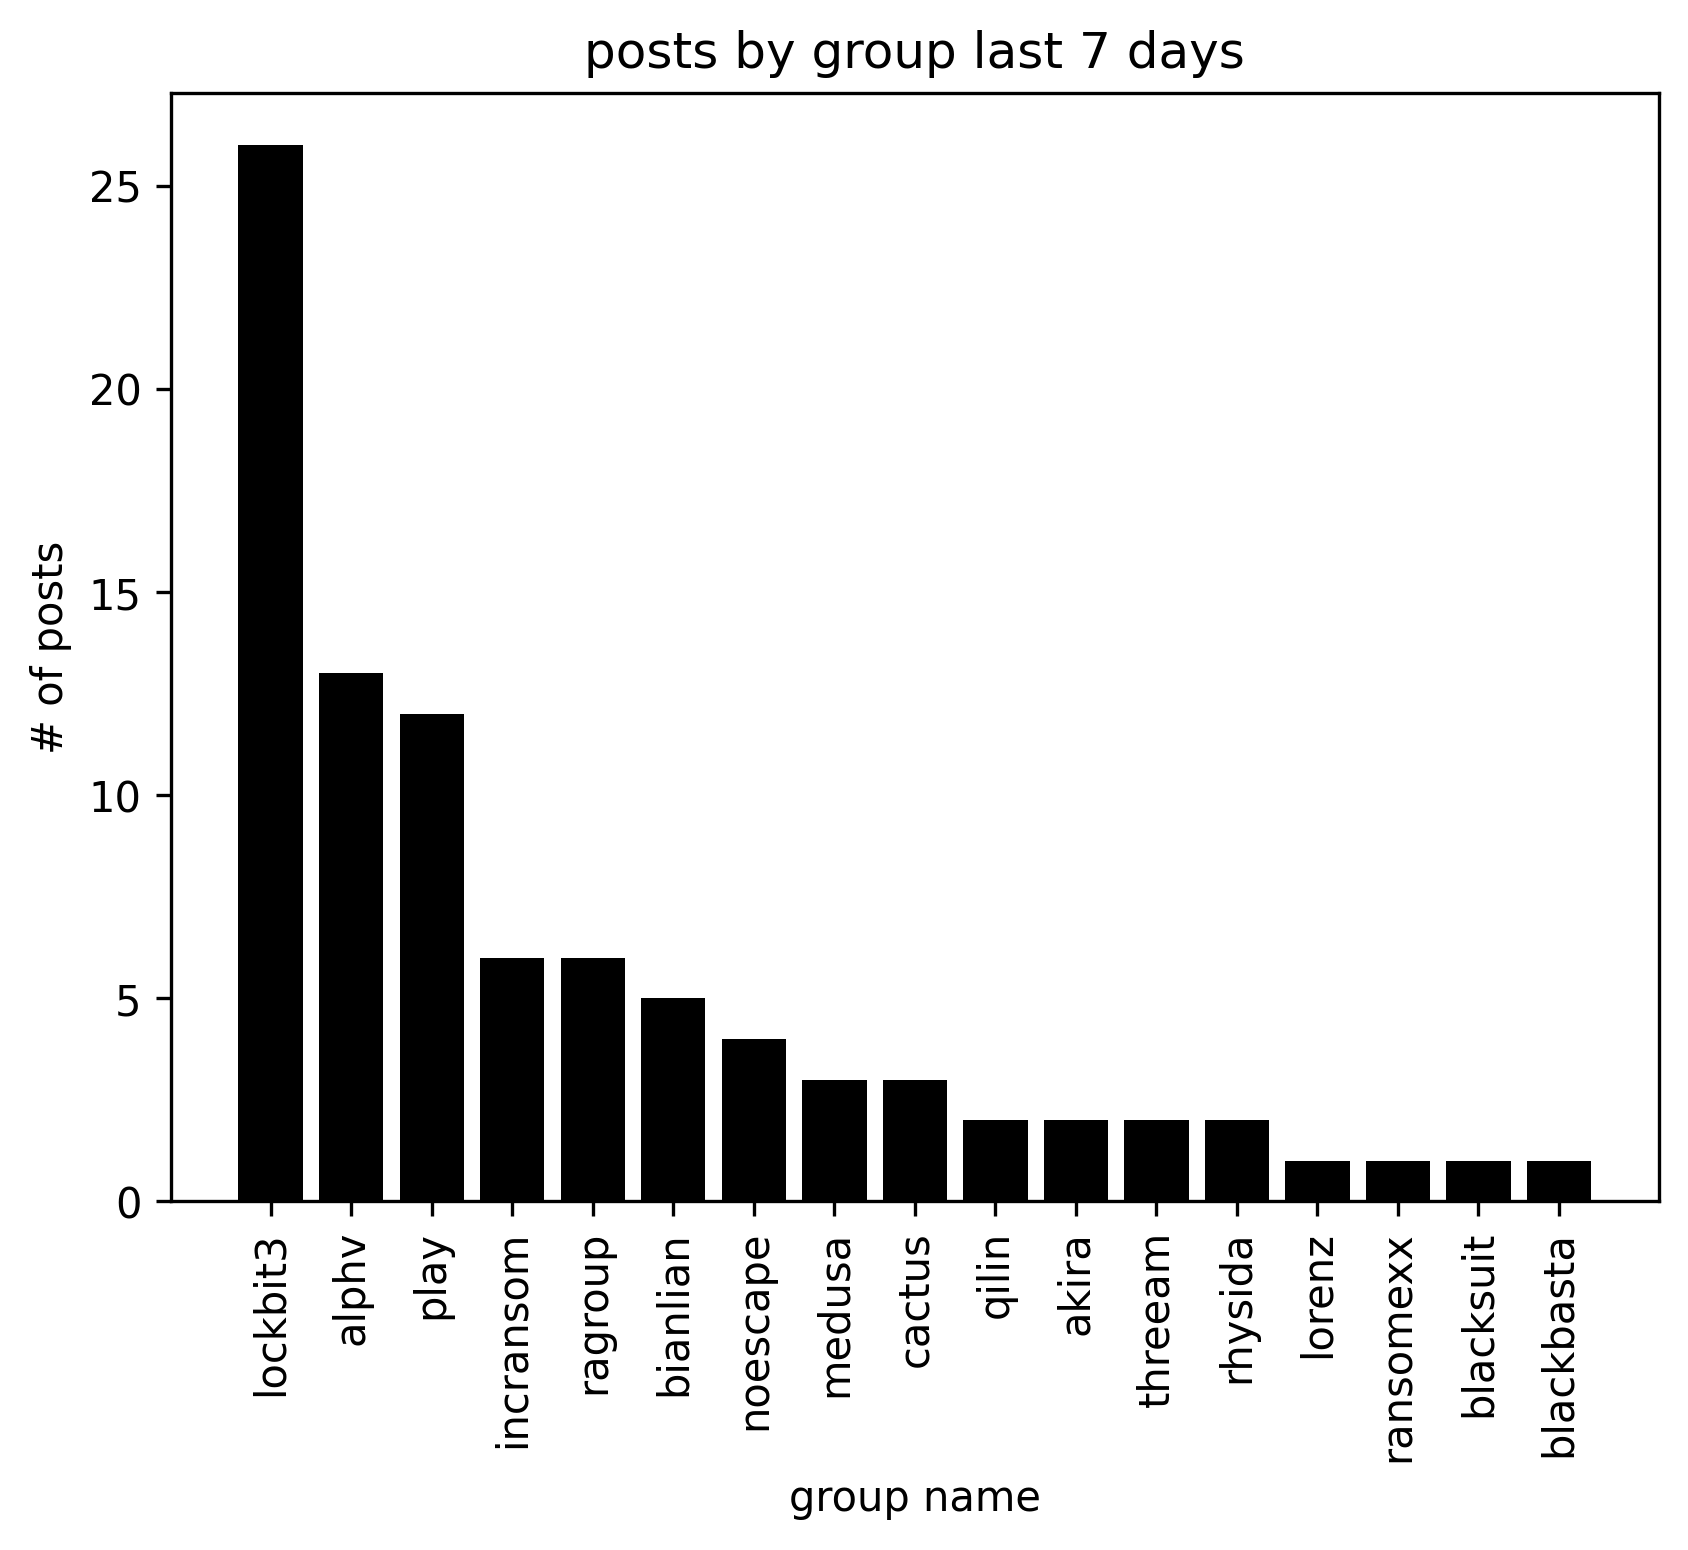 posts by group last 7 days
# of posts
25
20
15
10
5
0
lockbit3
alphv
play
incransom
ragroup
bianlian
noescape
medusa
cactus
qilin
akira
threeam
rhysida
lorenz
ransomexx
blacksuit
blackbasta
group name